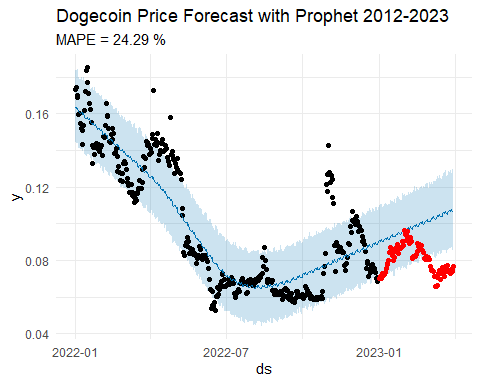 Dogecoin Price Forecast with Prophet 2012-2023
MAPE = 24.29 %
0.16
0.12
0.08
0.04
y
2022-01
2022-07
2023-01
ds